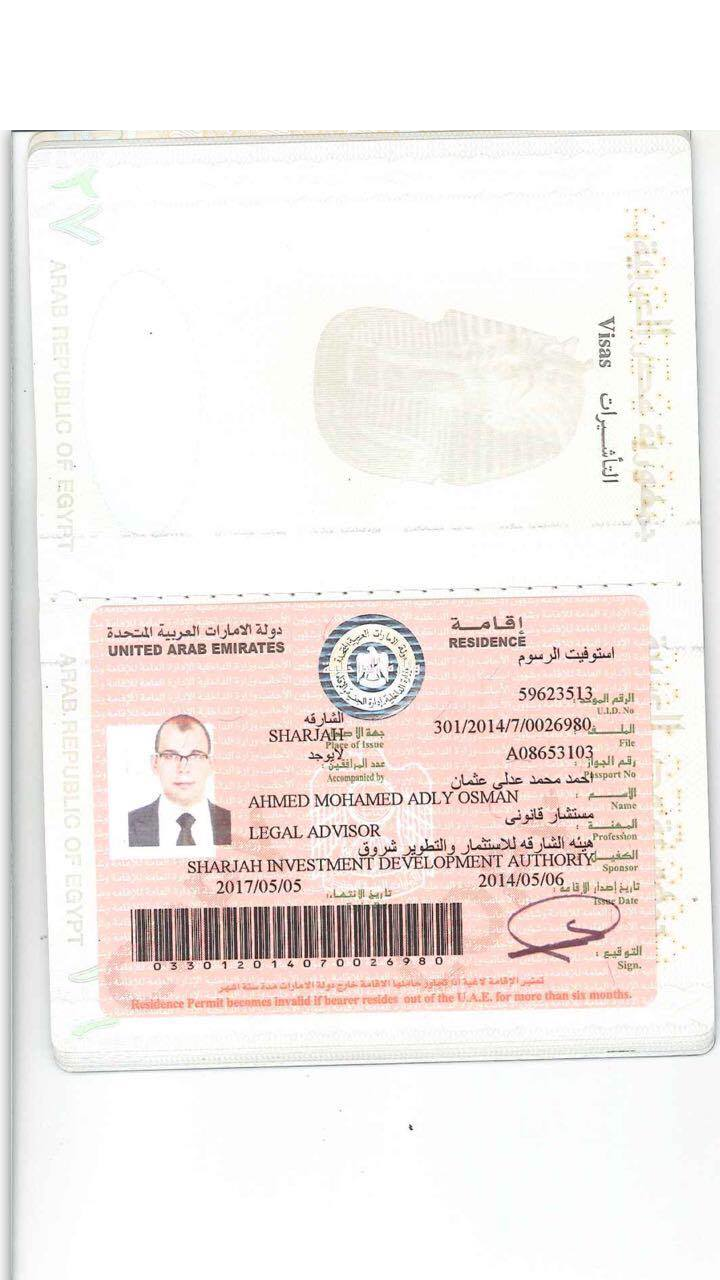 ٢٧
ARAB REPUBLIC OF EGYPT
Visas التأشيرات
جمهورية مصر العربية
دولة الامارات العربية المتحدة
UNITED ARAB EMIRATES
إقامة
RESIDENCE
استوفيت الرسوم
59623513 الرقم الموحد :
U.I.D. No
الشارقه
SHARJAH جهة الاصدار
Place of Issue
301/2014/7/0026980 الملف
File
لايوجد عدد المرافقين :
Accompanied by
A08653103 رقم الجواز :
Passport No
احمد محمد عدلى عثمان الاسم :
AHMED MOHAMED ADLY OSMAN Name
مستشار قانونى المهنة :
LEGAL ADVISOR Profession
هيئه الشارقه للاستثمار والتطوير شروق الكفيل
SHARJAH INVESTMENT DEVELOPMENT AUTHORITY Sponsor
2017/05/05 تاريخ الانتهاء:
2014/05/06 تاريخ إصدار الاقامة :
Issue Date
033012014070026980
التوقيع :
Sign.
تعتبر الإقامة لاغية اذا تجاوز حاملها الاقامة خارج دولة الامارات مدة ستة اشهر
Residence Permit becomes invalid if bearer resides out of the U.A.E. for more than six months.
ARAB REPUBLIC OF EGYPT